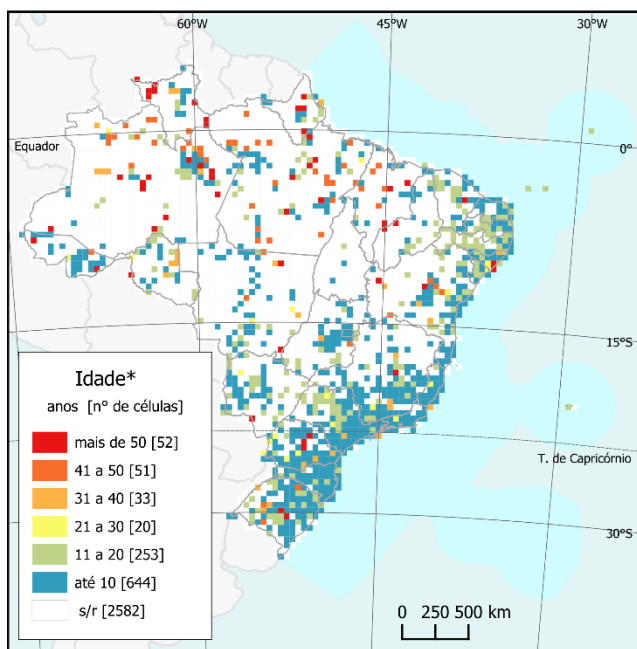 60°W 45°W 30°W
Equador
0°
15°S
T. de Capricórnio
30°S
Idade*
anos [n° de células]
mais de 50 [52]
41 a 50 [51]
31 a 40 [33]
21 a 30 [20]
11 a 20 [253]
até 10 [644]
s/r [2582]
0 250 500 km